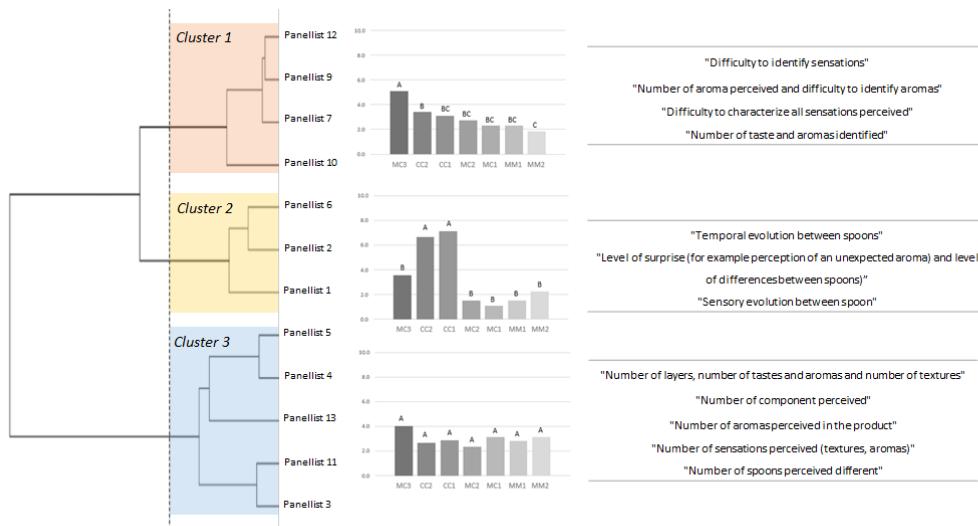 Cluster 1
Panellist 12
Panellist 9
Panellist 7
Panellist 10
10.0
8.0
6.0
4.0
2.0
0.0
A
B
BC
BC
BC
BC
C
MC3 CC2 CC1 MC2 MC1 MM1 MM2
"Difficulty to identify sensations"
"Number of aroma perceived and difficulty to identify aromas"
"Difficulty to characterize all sensations perceived"
"Number of taste and aromas identified"
Cluster 2
Panellist 6
Panellist 2
Panellist 1
10.0
8.0
6.0
4.0
2.0
0.0
B
A
A
B
B
B
B
MC3 CC2 CC1 MC2 MC1 MM1 MM2
"Temporal evolution between spoons"
"Level of surprise (for example perception of an unexpected aroma) and level
of differences between spoons)”
"Sensory evolution between spoon"
Cluster 3
Panellist 5
Panellist 4
Panellist 13
Panellist 11
Panellist 3
10.0
8.0
6.0
4.0
2.0
0.0
A
A
A
A
A
A
A
MC3 CC2 CC1 MC2 MC1 MM1 MM2
"Number of layers, number of tastes and aromas and number of textures"
"Number of component perceived"
"Number of aromas perceived in the product"
"Number of sensations perceived (textures, aromas)"
"Number of spoons perceived different"